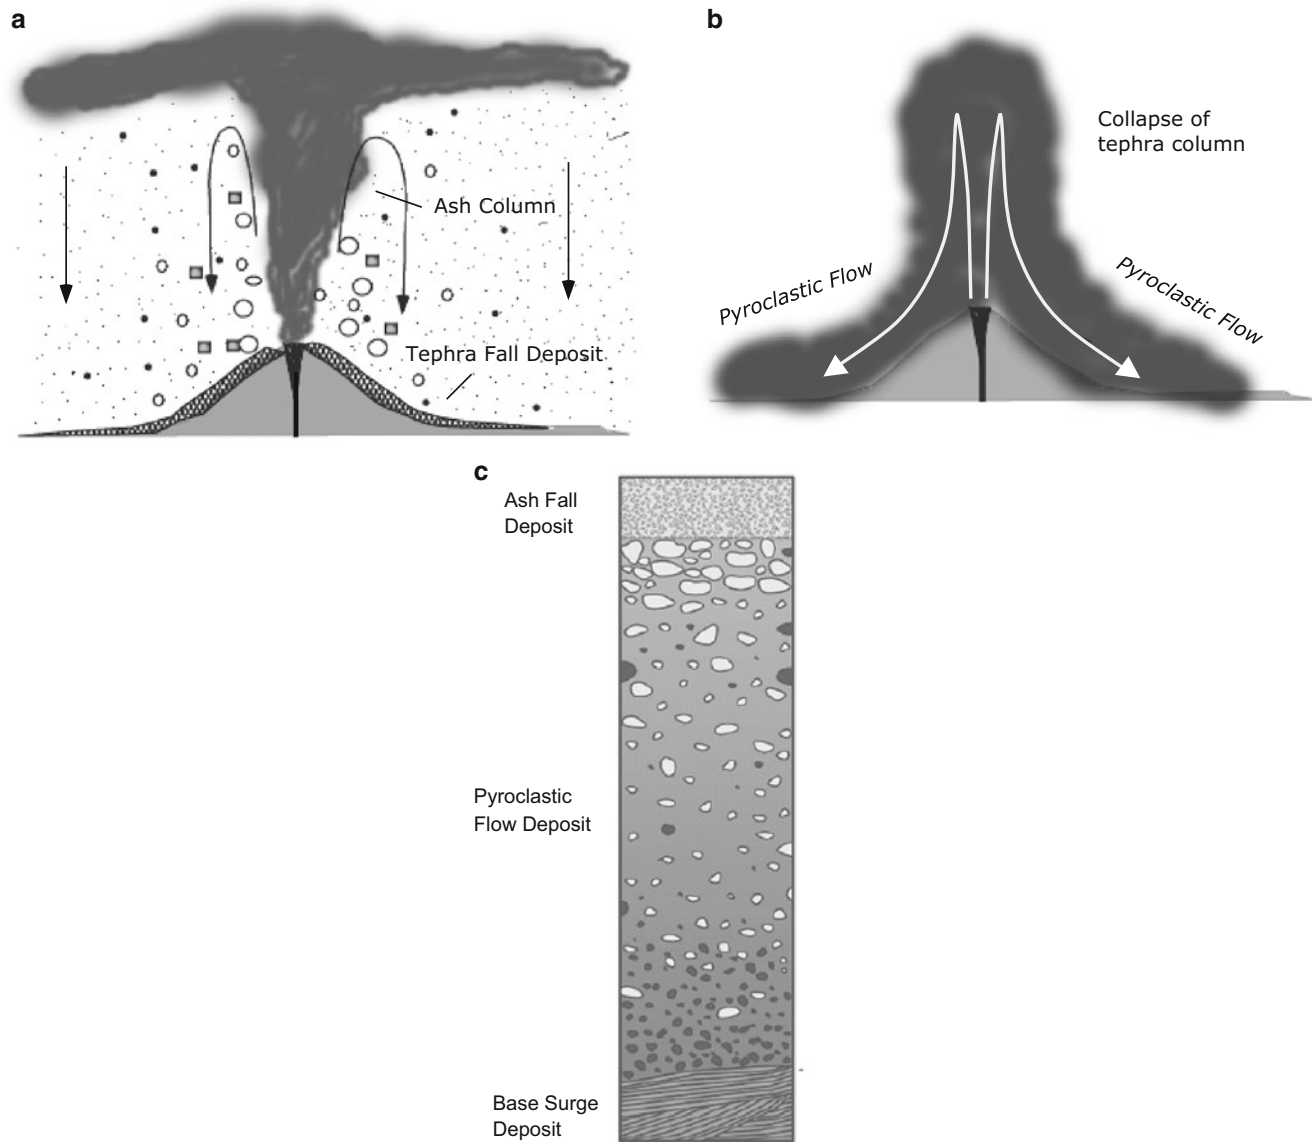 a
Ash Column
Tephra Fall Deposit
b
Collapse of
tephra column
Pyroclastic Flow
Pyroclastic Flow
c
Ash Fall
Deposit
Pyroclastic
Flow Deposit
Base Surge
Deposit